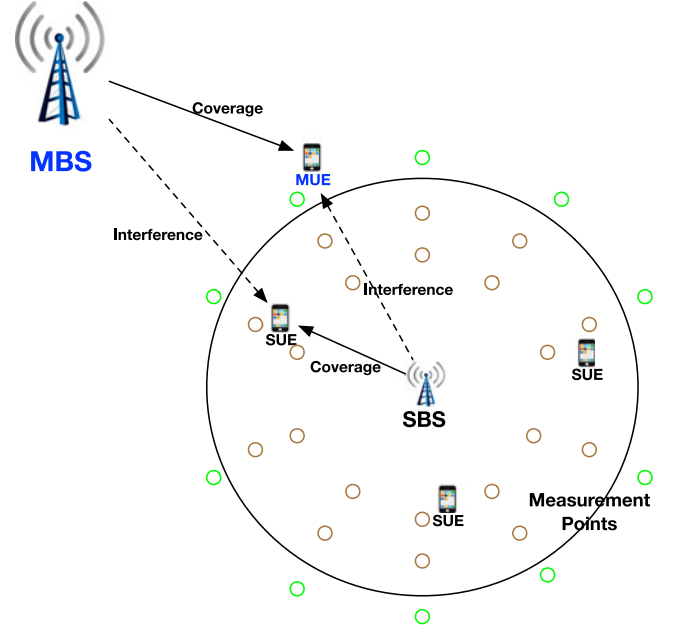 Coverage
MBS
MUE
Interference
Interference
SUE
Coverage
SUE
SBS
Measurement
Points
SUE